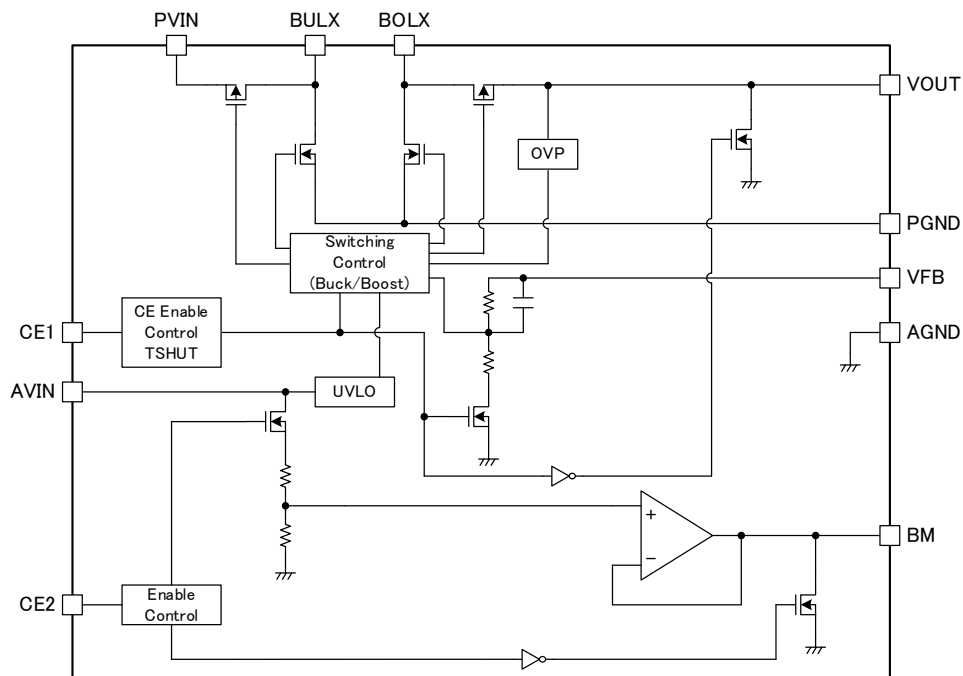 PVIN BULX BOLX
VOUT
OVP
PGND
Switching
Control
(Buck/Boost)
VFB
CE1
CE Enable
Control
TSHUT
AGND
AVIN
UVLO
+
−
BM
CE2
Enable
Control